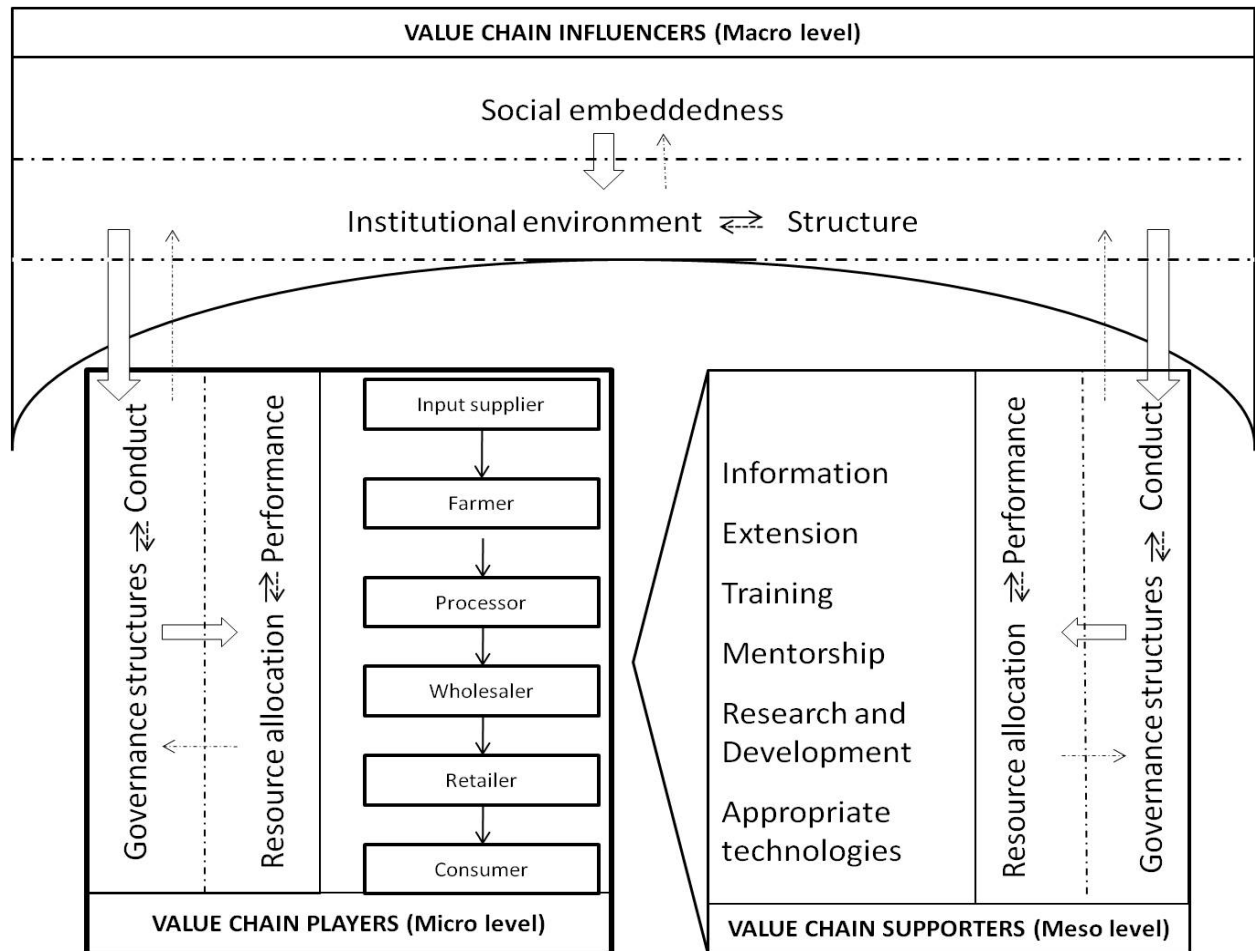 VALUE CHAIN INFLUENCERS (Macro level)
Social embeddedness
Institutional environment
Structure
Governance structures
Conduct
Resource allocation
Performance
Input supplier
Farmer
Processor
Wholesaler
Retailer
Consumer
VALUE CHAIN PLAYERS (Micro level)
Information
Extension
Training
Mentorship
Research and
Development
Appropriate
technologies
Resource allocation
Performance
Governance structures
Conduct
VALUE CHAIN SUPPORTERS (Meso level)